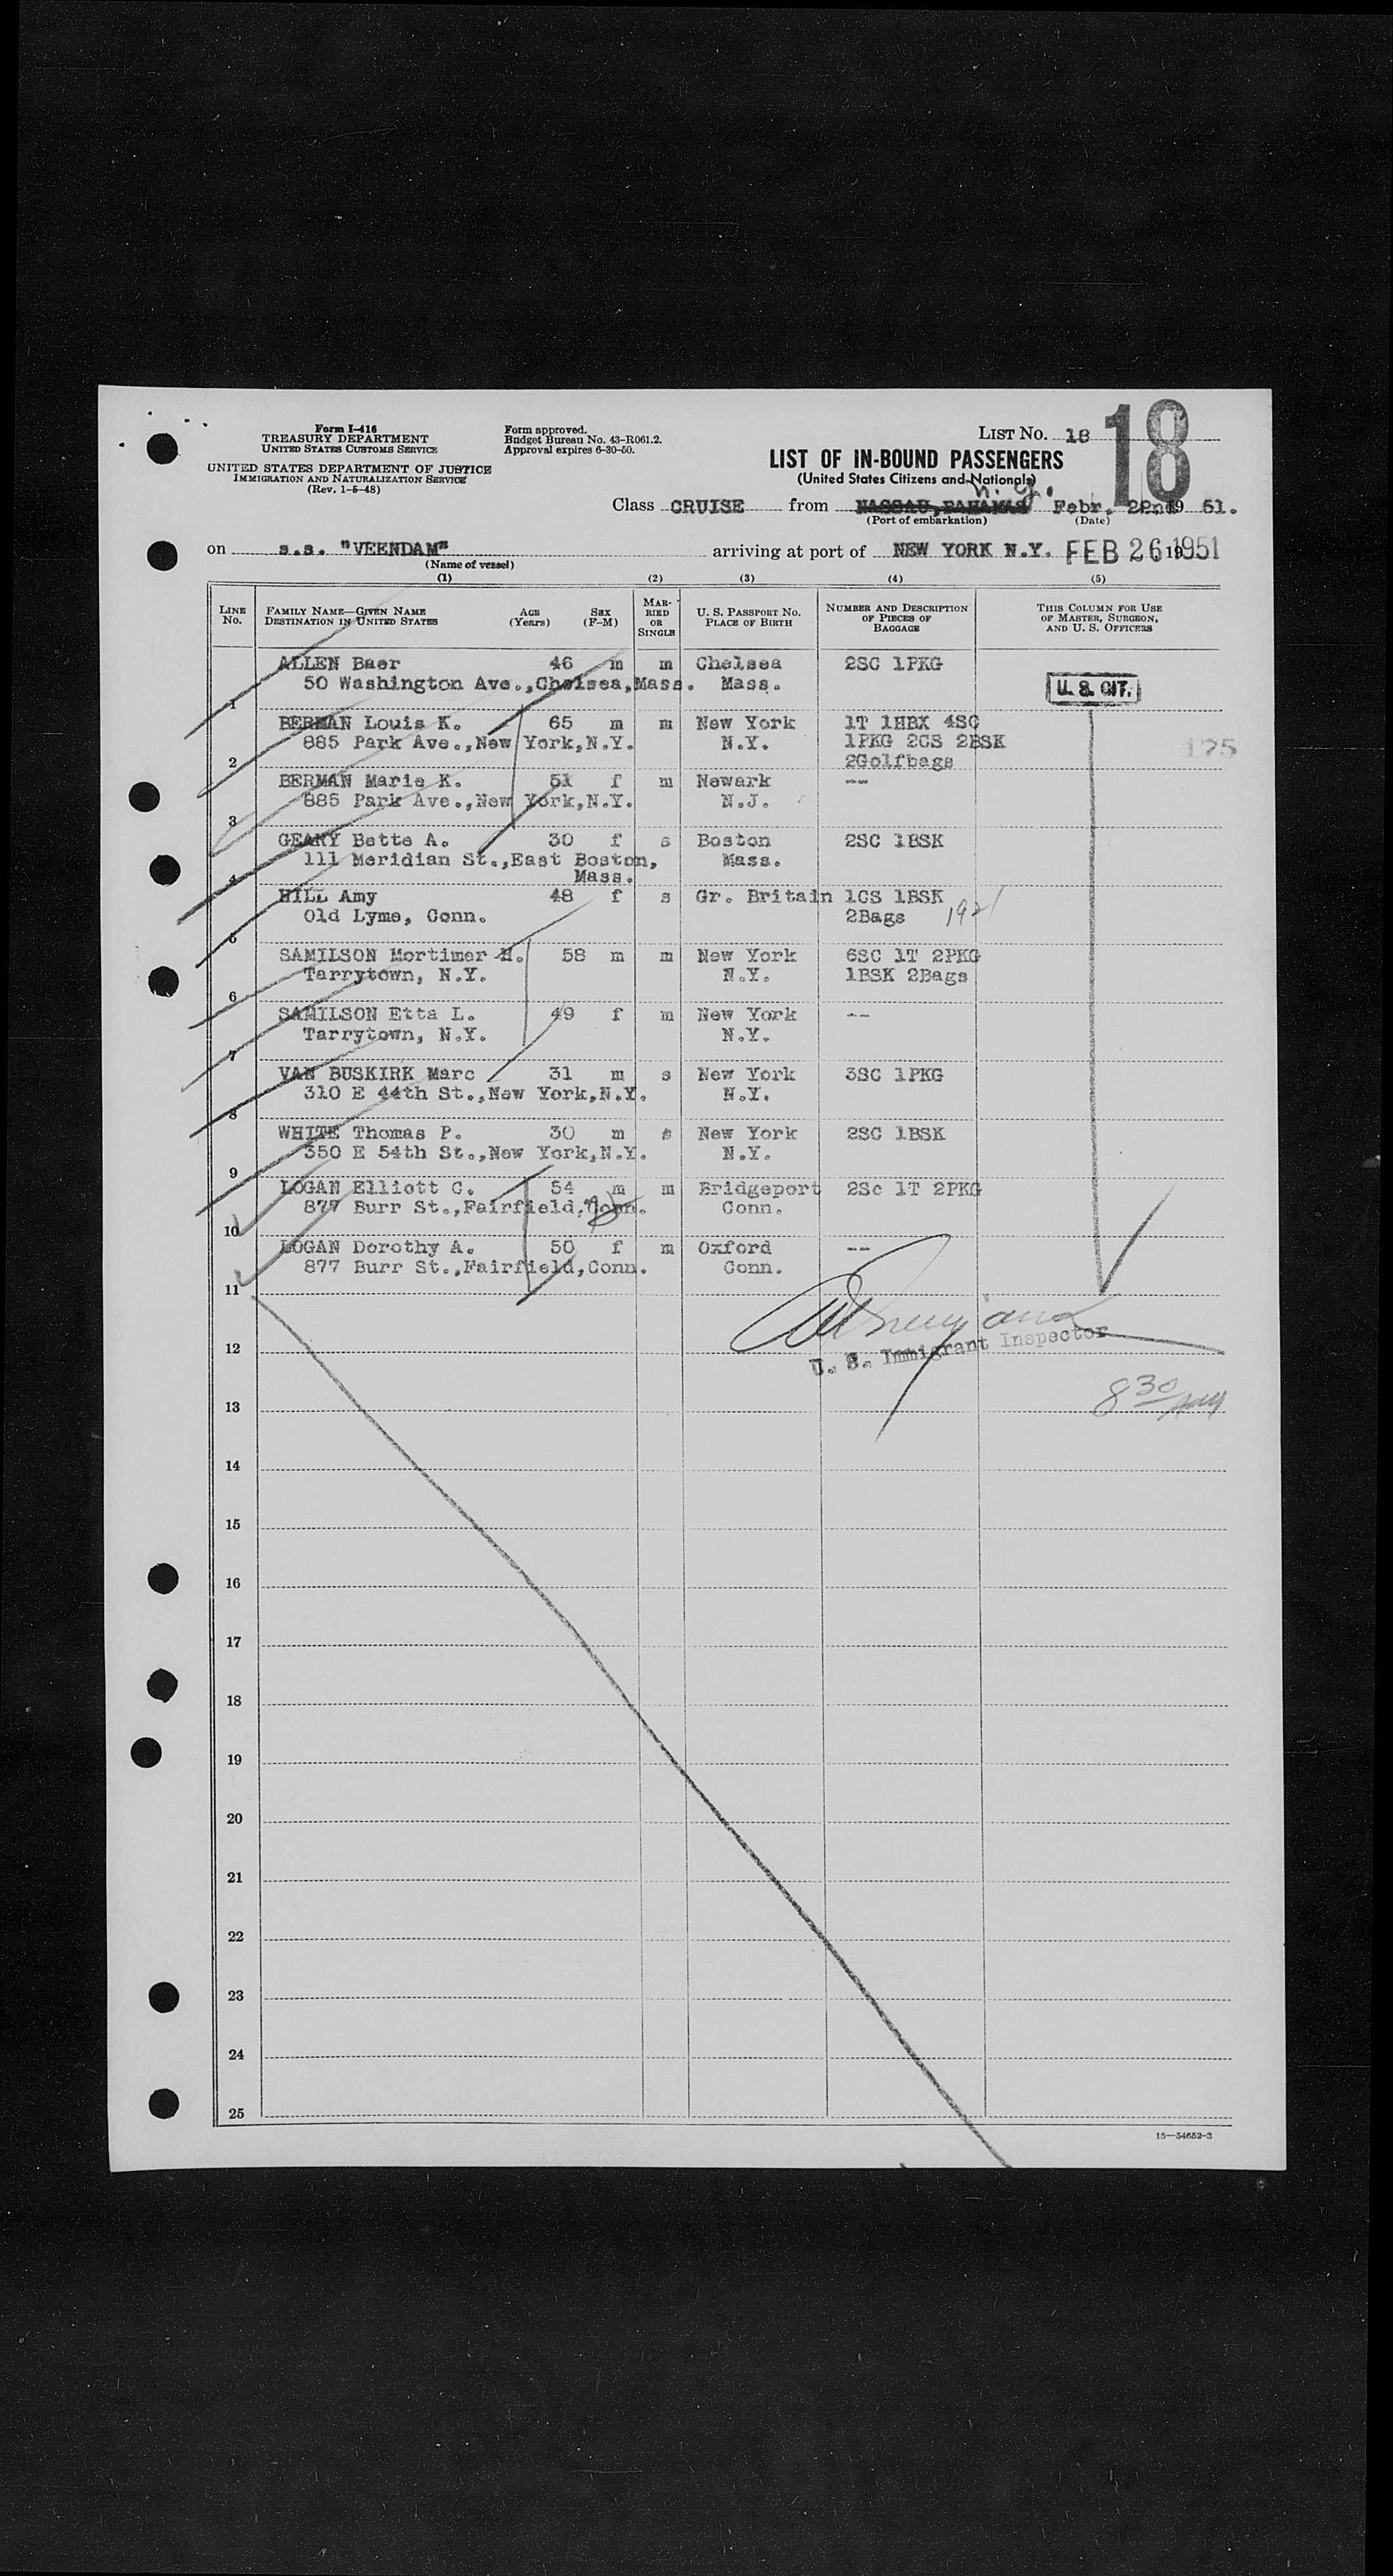 Form I-416
TREASURY DEPARTMENT
UNITED STATES CUSTOMS SERVICE
UNITED STATES DEPARTMENT OF JUSTICE
IMMIGRATION AND NATURALIZATION SERVICE
(Rev. 1-5-48)
Form approved.
Budget Bureau No. 43-R061.2.
Approval expires 6-30-50.
LIST No. 18
18
LIST OF IN-BOUND PASSENGERS
(United States Citizens and Nationals)
N. Y.
Class CRUISE from NASSAU, BAHAMAS Febr. 22nd 19 51.
(Port of embarkation) (Date)
on s.s. "VEENDAM" arriving at port of NEW YORK N.Y. FEB 26 1951
(Name of vessel)
(1) (2) (3) (4) (5)
LINE No. FAMILY NAME—GIVEN NAME DESTINATION IN UNITED STATES AGE (Years) SEX (F-M) MARRIED OR SINGLE U. S. PASSPORT NO. PLACE OF BIRTH NUMBER AND DESCRIPTION OF PIECES OF BAGGAGE THIS COLUMN FOR USE OF MASTER, SURGEON, AND U. S. OFFICERS
ALLEN Baer 46 m m Chelsea 2SC 1PKG
50 Washington Ave.,Chelsea,Mass. Mass. U. S. CIT.
1
BERMAN Louis K. 65 m m New York 1T 1HBX 4SC
885 Park Ave.,New York,N.Y. N.Y. 1PKG 2CS 2BSK 175
2 2Golfbags
BERMAN Marie K. 51 f m Newark --
885 Park Ave.,New York,N.Y. N.J.
3
GEARY Bette A. 30 f s Boston 2SC 1BSK
111 Meridian St.,East Boston, Mass.
4 Mass.
HILL Amy 48 f s Gr. Britain 1CS 1BSK
Old Lyme, Conn. 2Bags 1921
5
SAMILSON Mortimer H. 58 m m New York 6SC 1T 2PKG
Tarrytown, N.Y. N.Y. 1BSK 2Bags
6
SAMILSON Etta L. 49 f m New York --
Tarrytown, N.Y. N.Y.
7
VAN BUSKIRK Marc 31 m s New York 3SC 1PKG
310 E 44th St.,New York,N.Y. N.Y.
8
WHITE Thomas P. 30 m s New York 2SC 1BSK
350 E 54th St.,New York,N.Y. N.Y.
9
LOGAN Elliott C. 54 m m Bridgeport 2Sc 1T 2PKG
877 Burr St.,Fairfield,Conn. Conn.
10
LOGAN Dorothy A. 50 f m Oxford --
877 Burr St.,Fairfield,Conn. Conn.
11
12
U. S. Immigrant Inspector
8 30 AM
13
14
15
16
17
18
19
20
21
22
23
24
25
16—54652-3